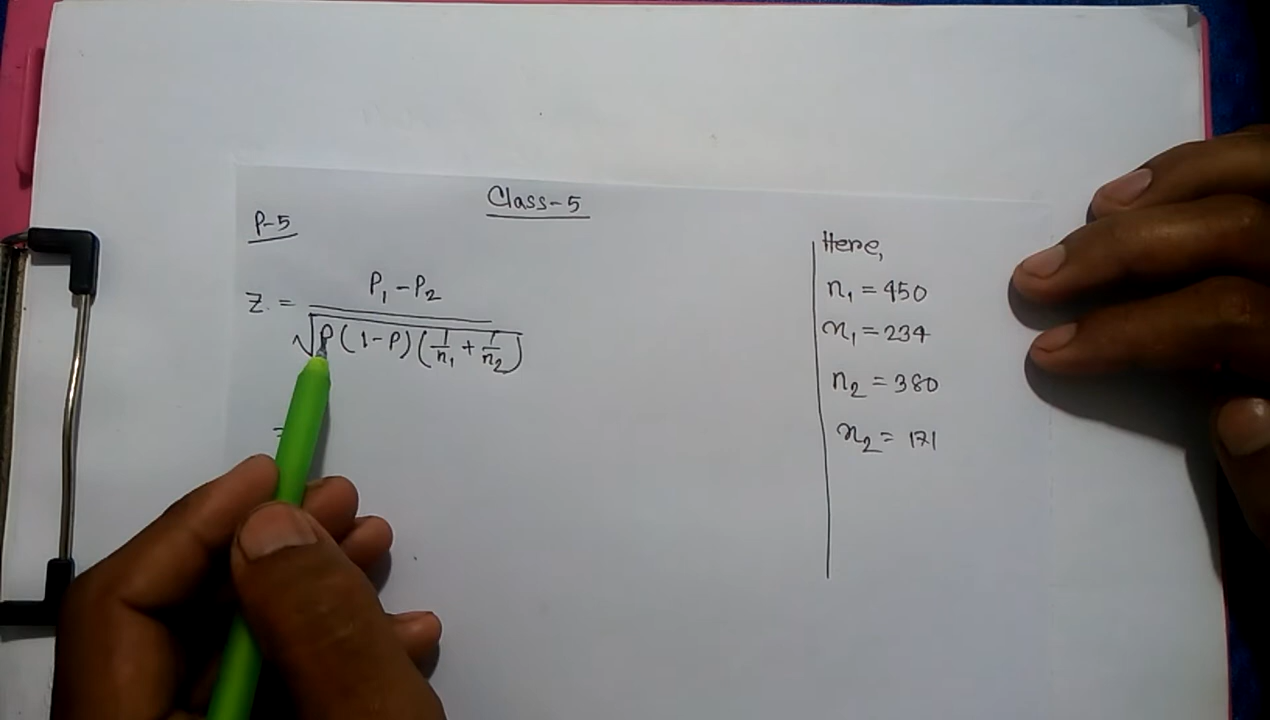 Class-5
P-5
Z = P₁ - P₂ / √P(1-P)(1/n₁ + 1/n₂)
=
Here,
n₁ = 450
x₁ = 234
n₂ = 380
x₂ = 171